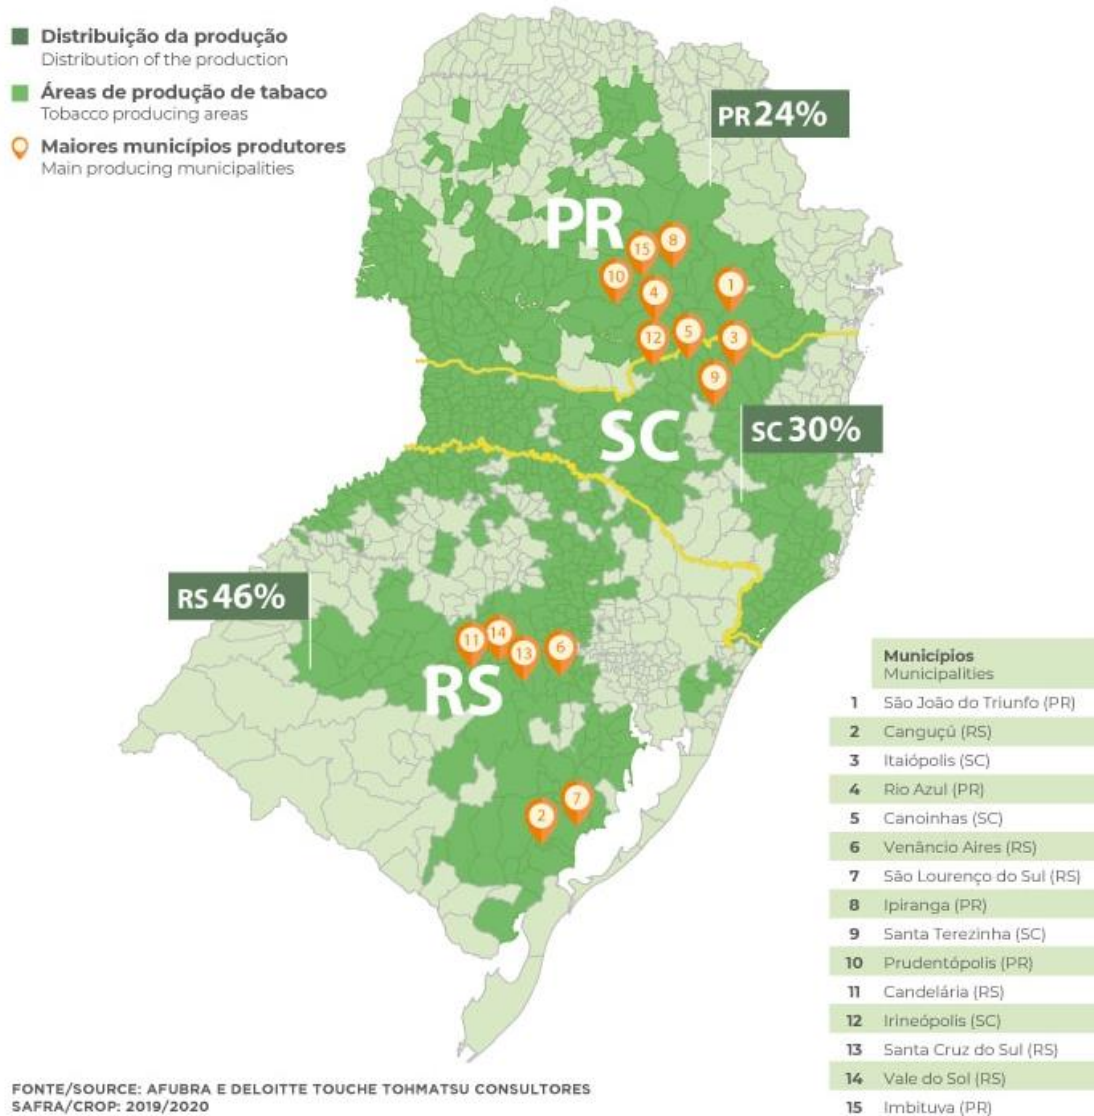 Distribuição da produção
Distribution of the production
Áreas de produção de tabaco
Tobacco producing areas
Maiores municípios produtores
Main producing municipalities
PR 24%
PR
15
8
10
4
1
12
5
3
9
SC
SC 30%
RS 46%
11
14
13
6
RS
2
7
Municípios
Municipalities
1 São João do Triunfo (PR)
2 Canguçú (RS)
3 Itaiópolis (SC)
4 Rio Azul (PR)
5 Canoinhas (SC)
6 Venâncio Aires (RS)
7 São Lourenço do Sul (RS)
8 Ipiranga (PR)
9 Santa Terezinha (SC)
10 Prudentópolis (PR)
11 Candelária (RS)
12 Irineópolis (SC)
13 Santa Cruz do Sul (RS)
14 Vale do Sol (RS)
15 Imbituva (PR)
FONTE/SOURCE: AFUBRA E DELOITTE TOUCHE TOHMATSU CONSULTORES
SAFRA/CROP: 2019/2020